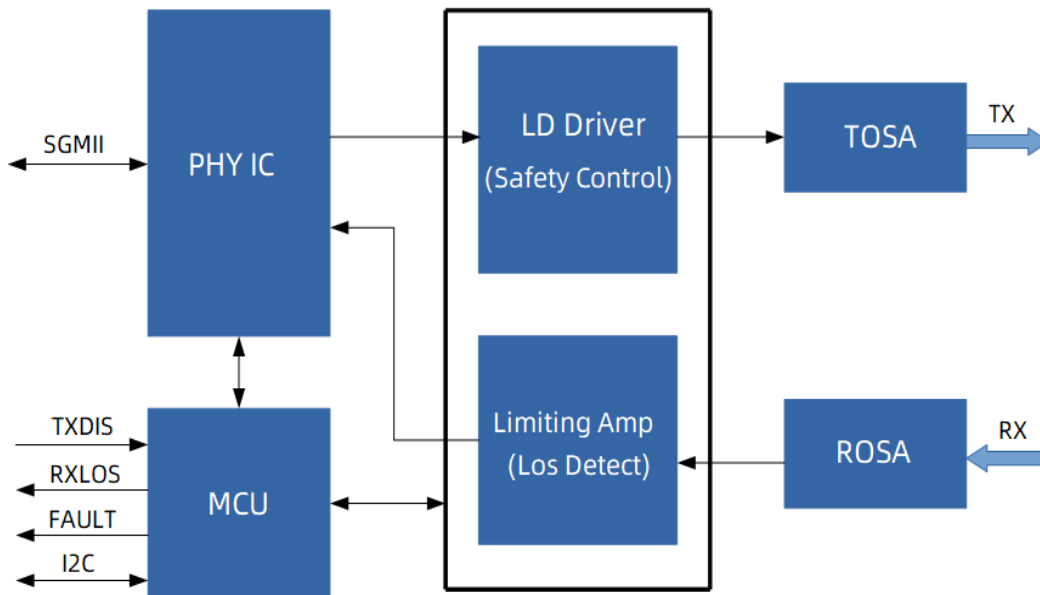 SGMII
PHY IC
LD Driver
(Safety Control)
TOSA
TX
TXDIS
RXLOS
FAULT
I2C
MCU
Limiting Amp
(Los Detect)
ROSA
RX